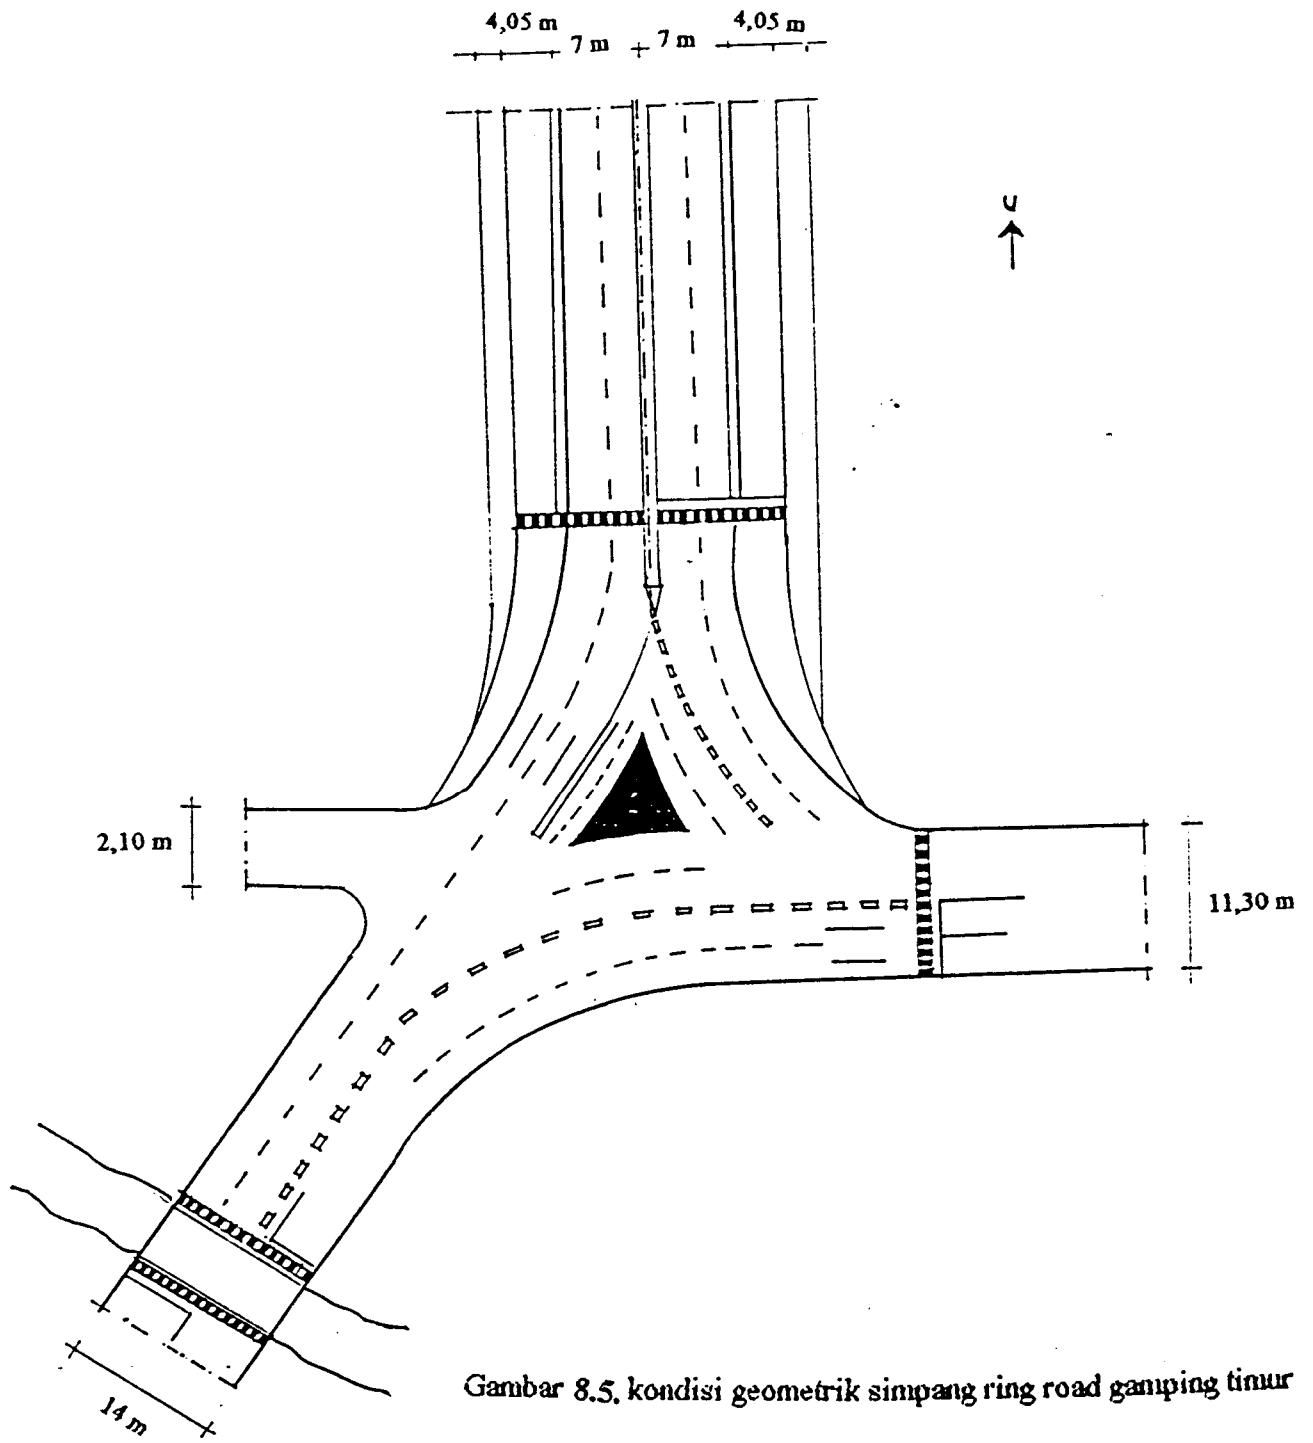 4,05 m
7 m
7 m
4,05 m
U
2,10 m
11,30 m
14 m
Gambar 8.5. kondisi geometrik simpang ring road gamping timur